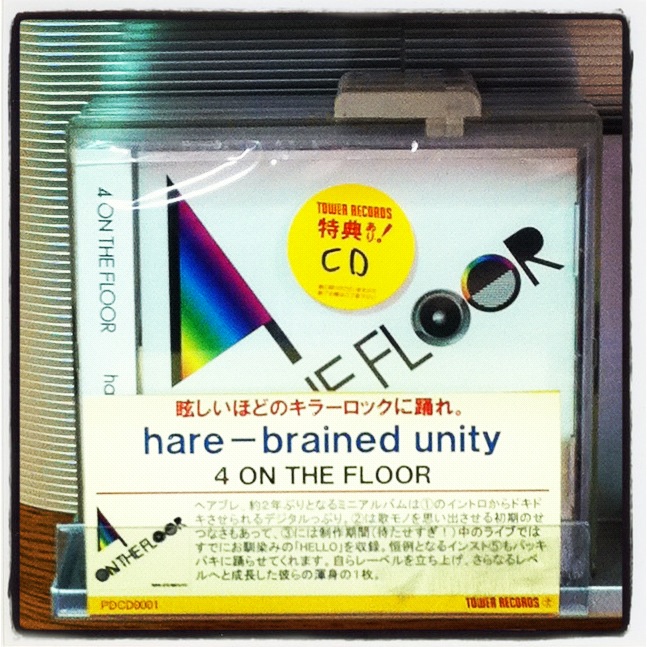 4 ON THE FLOOR
ha
TOWER RECORDS
特典あり!
CD
THE FLOOR
眩しいほどのキラーロックに踊れ。
hare-brained unity
4 ON THE FLOOR
ヘアブレ、約2年ぶりとなるミニアルバムは①のイントロからドキド
キさせられるデジタルっぷり、②は歌モノを思い出させる初期のせ
つなさもあって、③には制作期間(待たせすぎ!)中のライブでは
すでにお馴染みの「HELLO」を収録。恒例となるインスト⑤もバッキ
バキに踊らせてくれます。自らレーベルを立ち上げ、さらなるレベ
ルへと成長した彼らの渾身の1枚。
4 ON THE FLOOR
PDCD0001
TOWER RECORDS